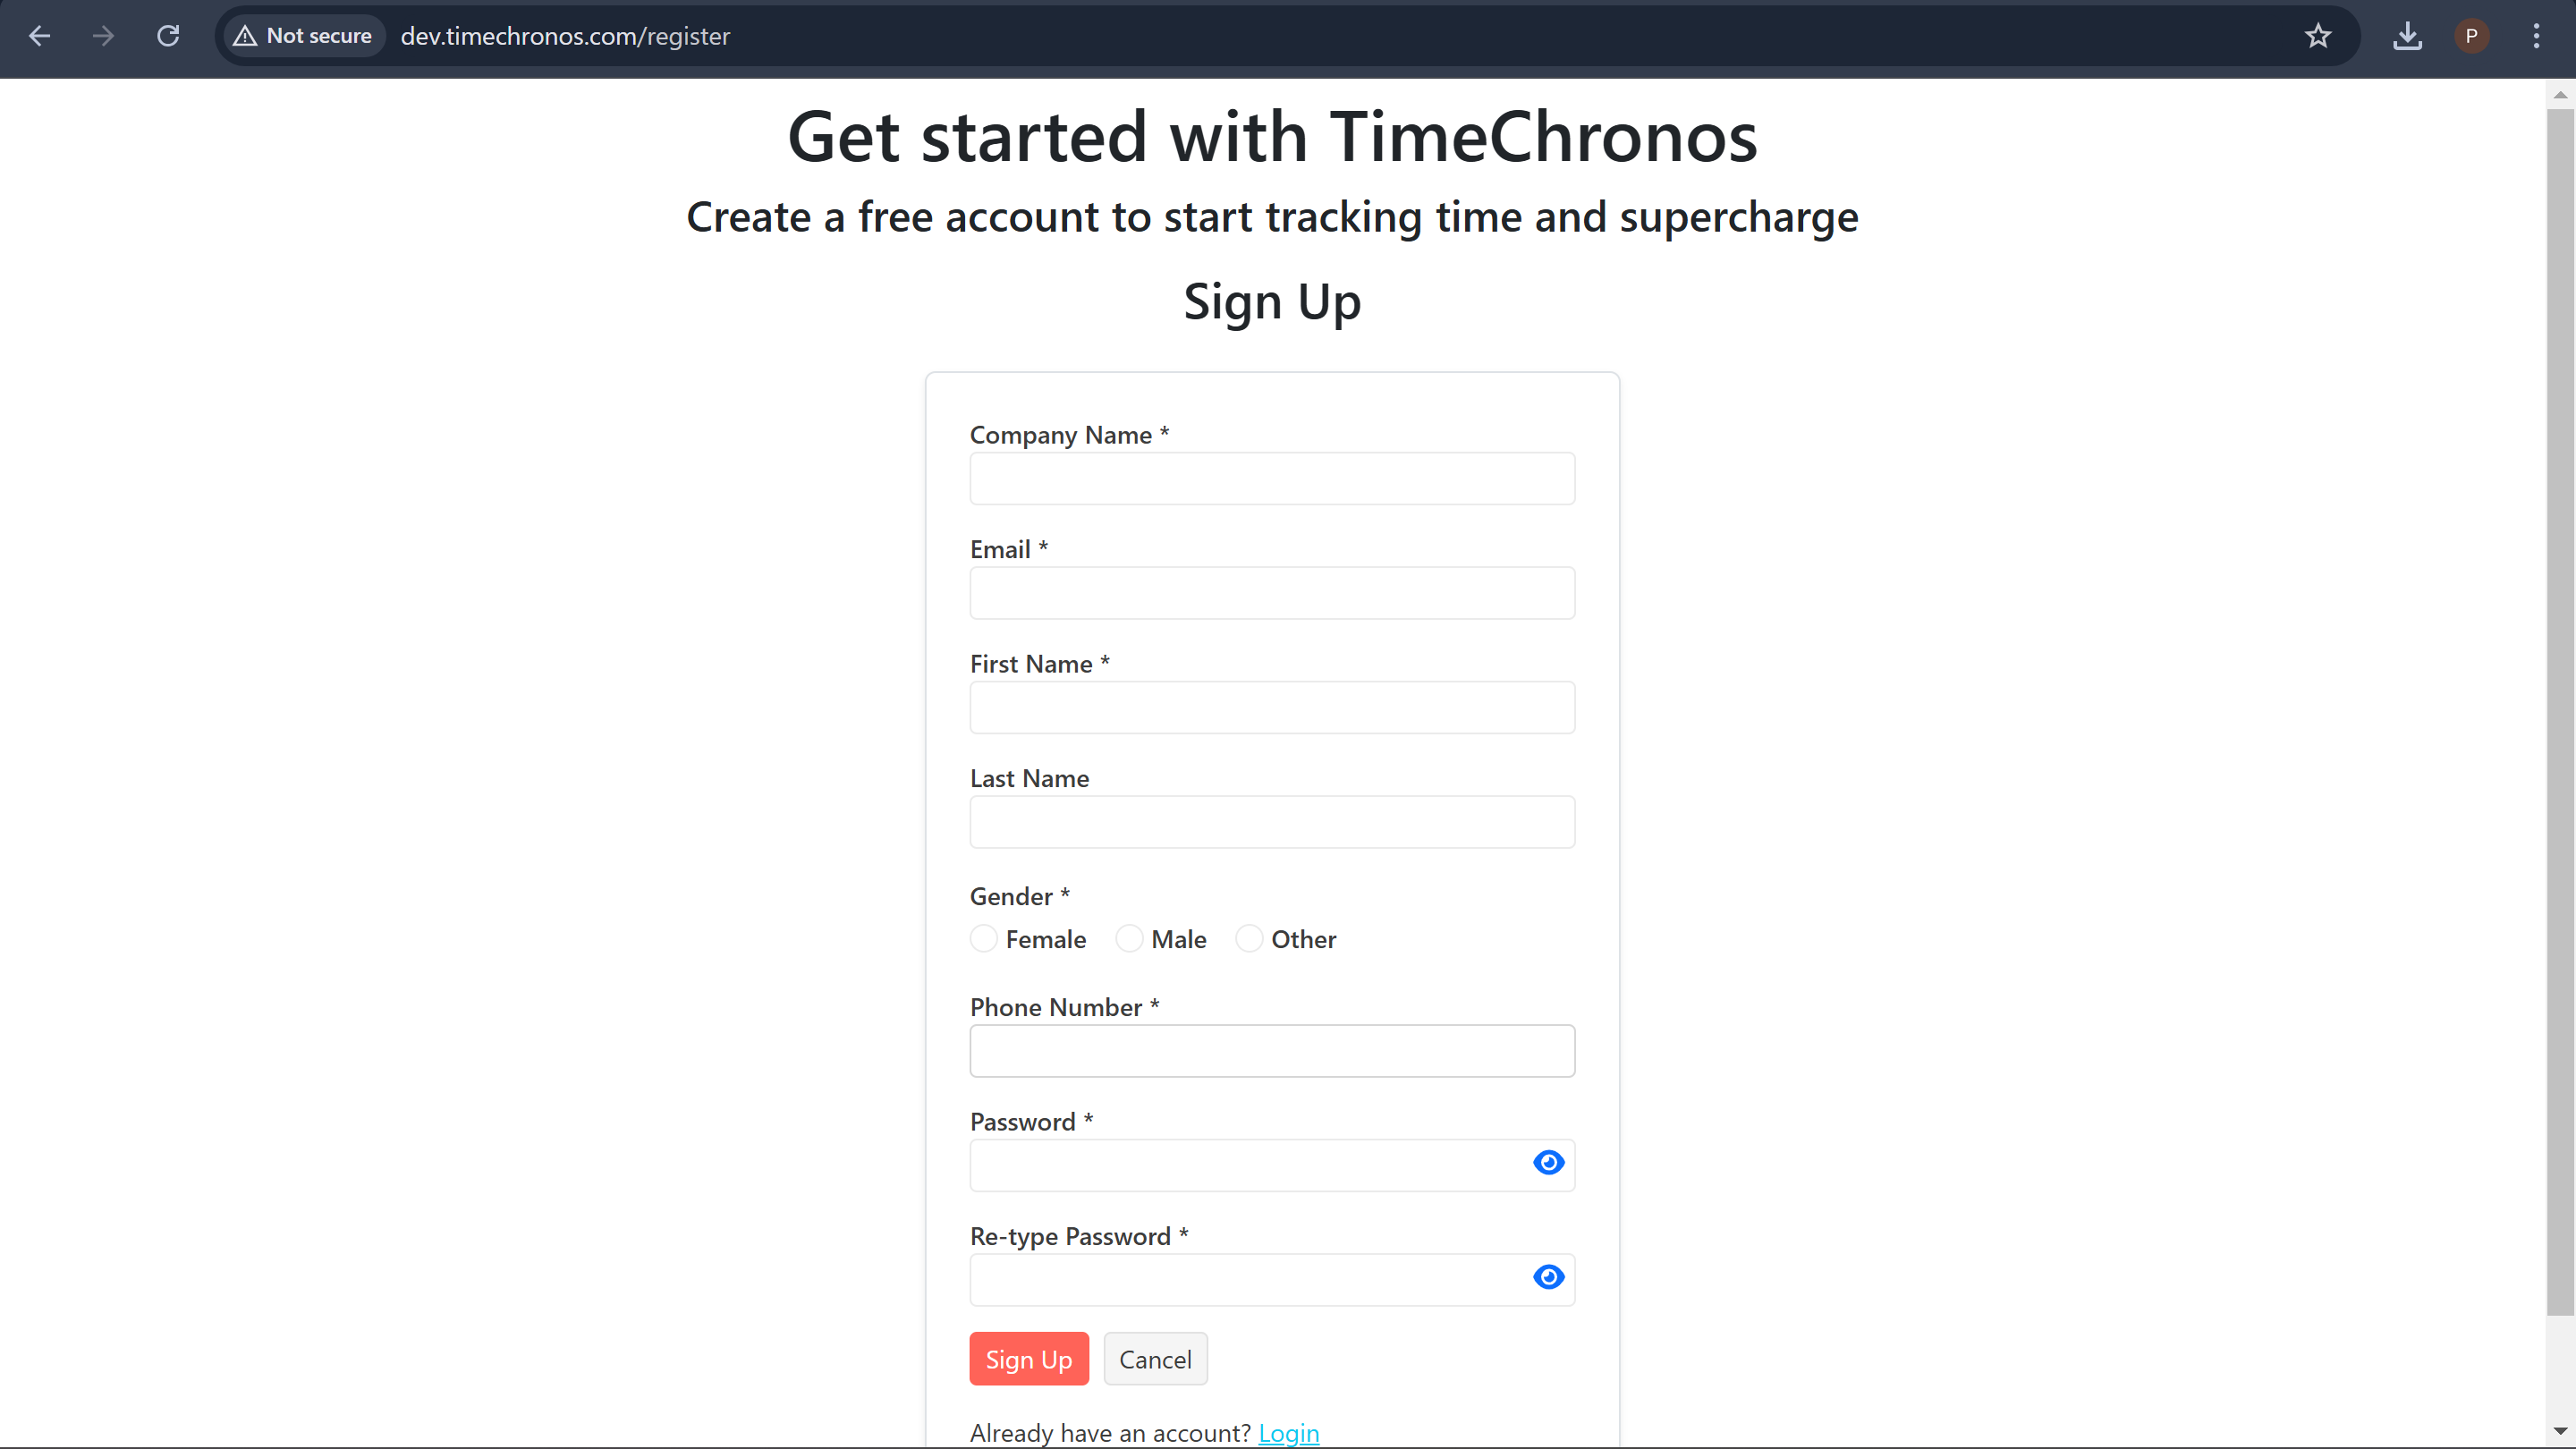 Not secure
dev.timechronos.com/register
P
Get started with TimeChronos
Create a free account to start tracking time and supercharge
Sign Up
Company Name *
Email *
First Name *
Last Name
Gender *
Female Male Other
Phone Number *
Password *
Re-type Password *
Sign Up Cancel
Already have an account? Login